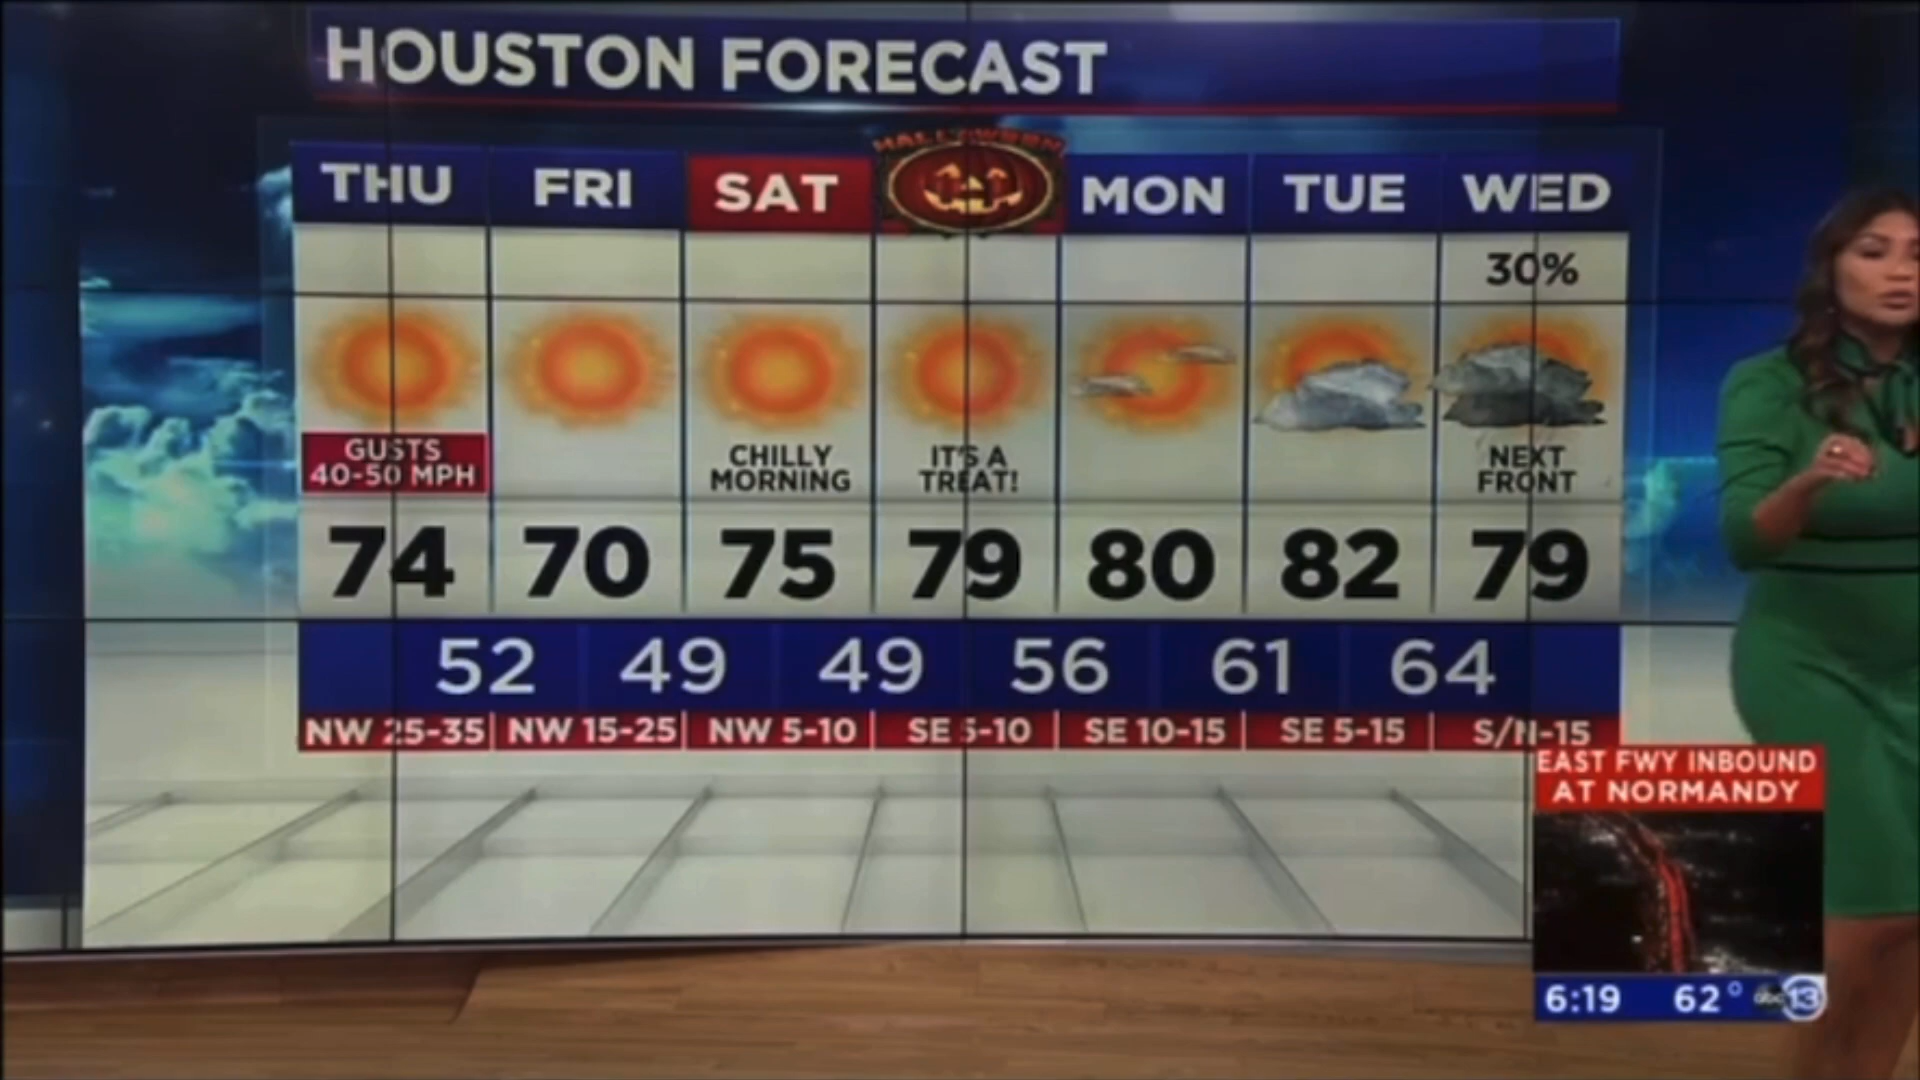 HOUSTON FORECAST
HALLOWEEN
THU FRI SAT MON TUE WED
30%
GUSTS
40-50 MPH
CHILLY
MORNING
IT'S A
TREAT!
NEXT
FRONT
74 70 75 79 80 82 79
52 49 49 56 61 64
NW 25-35 NW 15-25 NW 5-10 SE 5-10 SE 10-15 SE 5-15 S/N-15
EAST FWY INBOUND
AT NORMANDY
6:19 62° abc 13